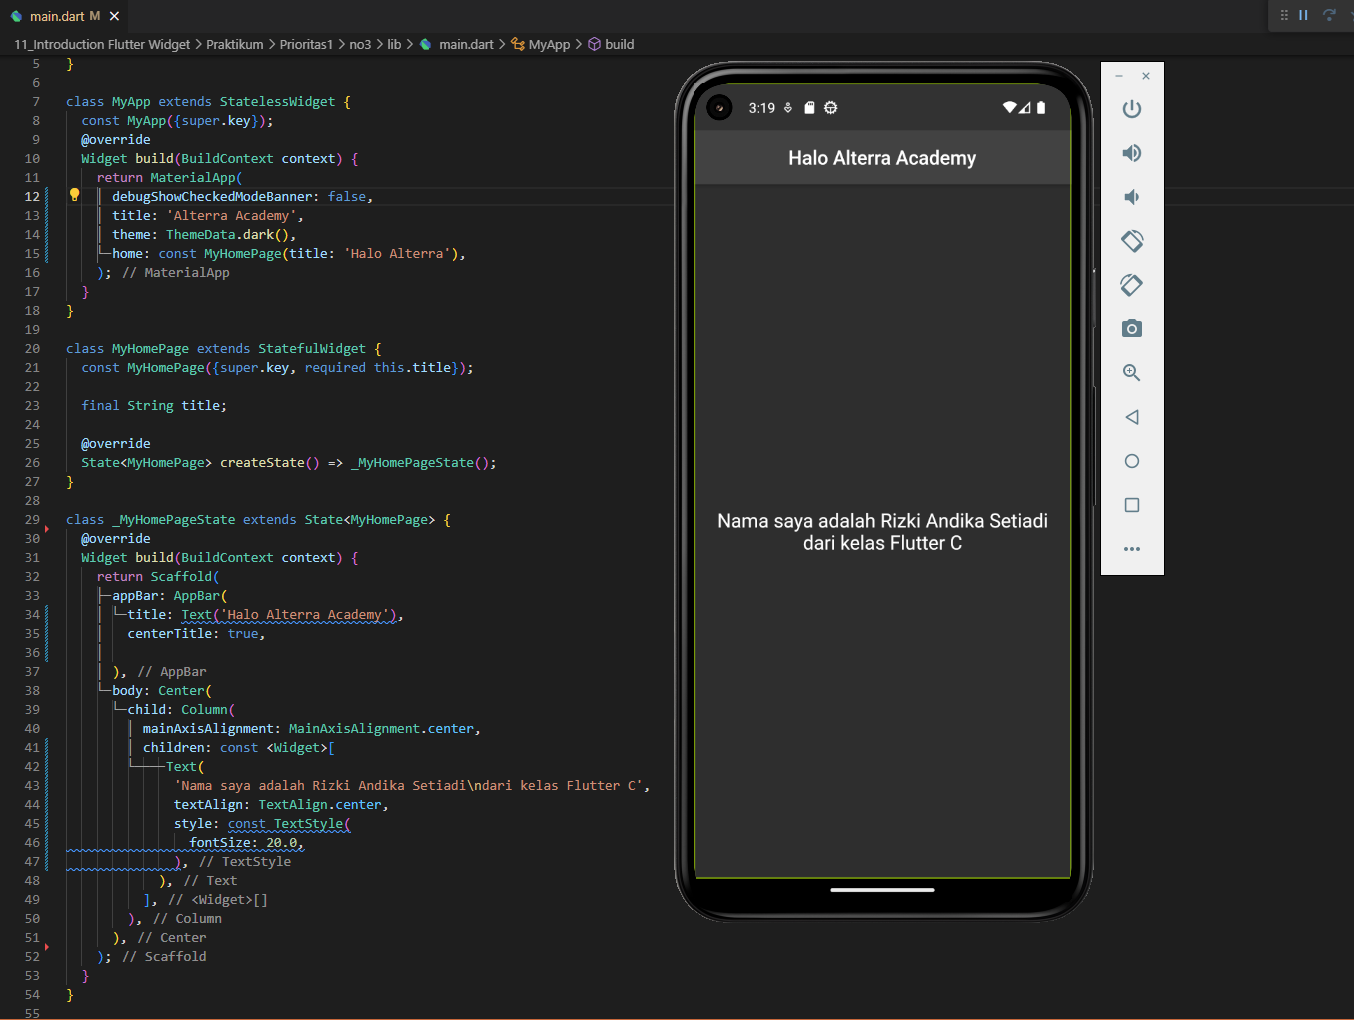 main.dart M
11_Introduction Flutter Widget > Praktikum > Prioritas1 > no3 > lib > main.dart > MyApp > build
5 }
6
7 class MyApp extends StatelessWidget {
8 const MyApp({super.key});
9 @override
10 Widget build(BuildContext context) {
11 return MaterialApp(
12 debugShowCheckedModeBanner: false,
13 title: 'Alterra Academy',
14 theme: ThemeData.dark(),
15 home: const MyHomePage(title: 'Halo Alterra'),
16 ); // MaterialApp
17 }
18 }
19
20 class MyHomePage extends StatefulWidget {
21 const MyHomePage({super.key, required this.title});
22
23 final String title;
24
25 @override
26 State<MyHomePage> createState() => _MyHomePageState();
27 }
28
29 class _MyHomePageState extends State<MyHomePage> {
30 @override
31 Widget build(BuildContext context) {
32 return Scaffold(
33 appBar: AppBar(
34 title: Text('Halo Alterra Academy'),
35 centerTitle: true,
36
37 ), // AppBar
38 body: Center(
39 child: Column(
40 mainAxisAlignment: MainAxisAlignment.center,
41 children: const <Widget>[
42 Text(
43 'Nama saya adalah Rizki Andika Setiadi\ndari kelas Flutter C',
44 textAlign: TextAlign.center,
45 style: const TextStyle(
46 fontSize: 20.0,
47 ), // TextStyle
48 ), // Text
49 ], // <Widget>[]
50 ), // Column
51 ), // Center
52 ); // Scaffold
53 }
54 }
55
3:19
Halo Alterra Academy
Nama saya adalah Rizki Andika Setiadi
dari kelas Flutter C